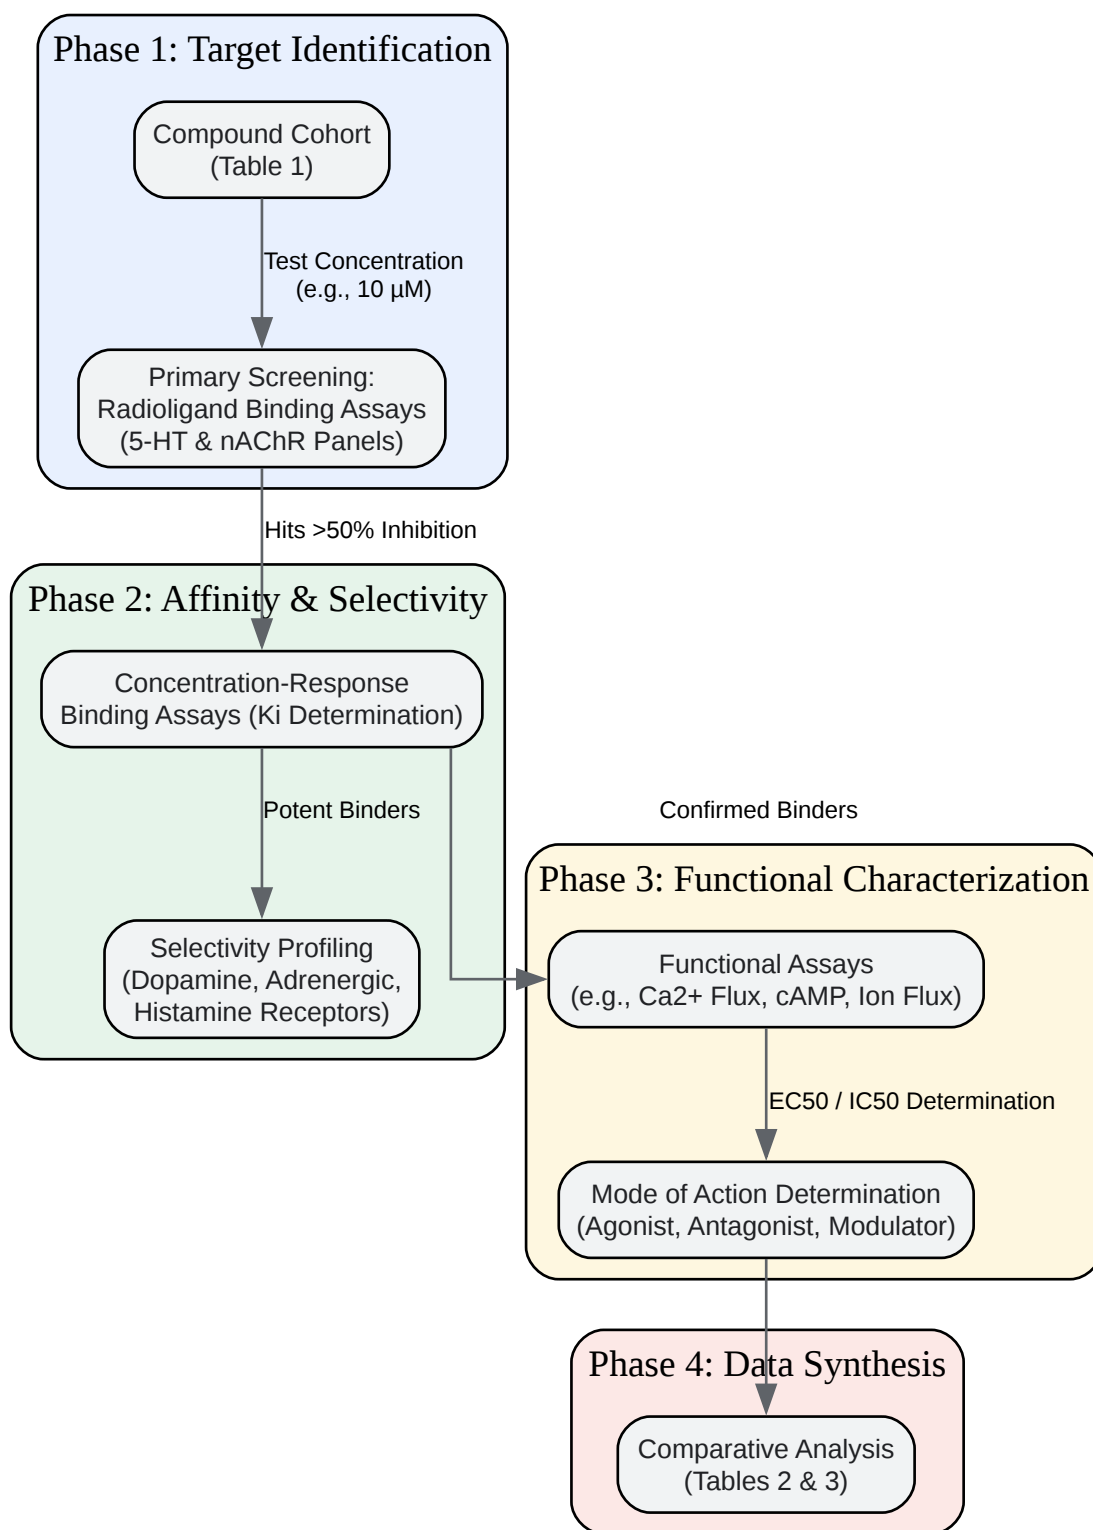 Phase 1: Target Identification
Compound Cohort
(Table 1)
Test Concentration
(e.g., 10 µM)
Primary Screening:
Radioligand Binding Assays
(5-HT & nAChR Panels)
Hits >50% Inhibition
Phase 2: Affinity & Selectivity
Concentration-Response
Binding Assays (Ki Determination)
Potent Binders
Selectivity Profiling
(Dopamine, Adrenergic,
Histamine Receptors)
Confirmed Binders
Phase 3: Functional Characterization
Functional Assays
(e.g., Ca2+ Flux, cAMP, Ion Flux)
EC50 / IC50 Determination
Mode of Action Determination
(Agonist, Antagonist, Modulator)
Phase 4: Data Synthesis
Comparative Analysis
(Tables 2 & 3)